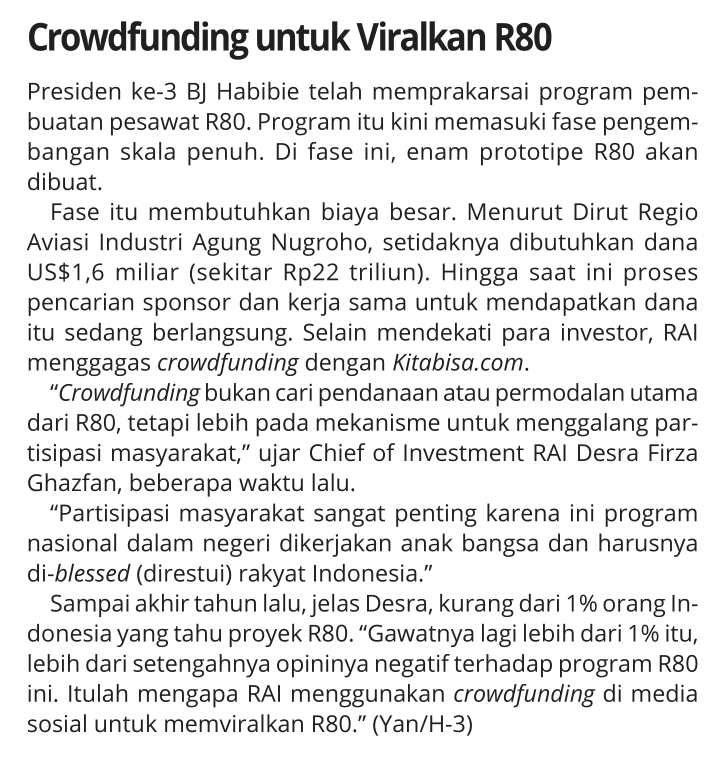 Crowdfunding untuk Viralkan R80
Presiden ke-3 BJ Habibie telah memprakarsai program pem-
buatan pesawat R80. Program itu kini memasuki fase pengem-
bangan skala penuh. Di fase ini, enam prototipe R80 akan
dibuat.
Fase itu membutuhkan biaya besar. Menurut Dirut Regio
Aviasi Industri Agung Nugroho, setidaknya dibutuhkan dana
US$1,6 miliar (sekitar Rp22 triliun). Hingga saat ini proses
pencarian sponsor dan kerja sama untuk mendapatkan dana
itu sedang berlangsung. Selain mendekati para investor, RAI
menggagas crowdfunding dengan Kitabisa.com.
“Crowdfunding bukan cari pendanaan atau permodalan utama
dari R80, tetapi lebih pada mekanisme untuk menggalang par-
tisipasi masyarakat,” ujar Chief of Investment RAI Desra Firza
Ghazfan, beberapa waktu lalu.
“Partisipasi masyarakat sangat penting karena ini program
nasional dalam negeri dikerjakan anak bangsa dan harusnya
di-blessed (direstui) rakyat Indonesia.”
Sampai akhir tahun lalu, jelas Desra, kurang dari 1% orang In-
donesia yang tahu proyek R80. “Gawatnya lagi lebih dari 1% itu,
lebih dari setengahnya opininya negatif terhadap program R80
ini. Itulah mengapa RAI menggunakan crowdfunding di media
sosial untuk memviralkan R80.” (Yan/H-3)